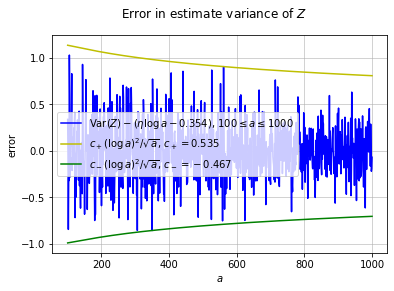 Error in estimate variance of Z
error
1.0
0.5
0.0
−0.5
−1.0
Var(Z) − (η log a − 0.354), 100 ≤ a ≤ 1000
c₊ (log a)²/√a, c₊ = 0.535
c₋ (log a)²/√a, c₋ = −0.467
200 400 600 800 1000
a